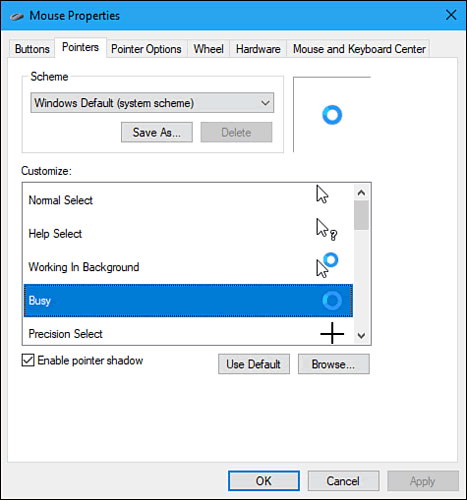 Mouse Properties
Buttons Pointers Pointer Options Wheel Hardware Mouse and Keyboard Center
Scheme
Windows Default (system scheme)
Save As... Delete
Customize:
Normal Select
Help Select
Working In Background
Busy
Precision Select
Enable pointer shadow Use Default Browse...
OK Cancel Apply